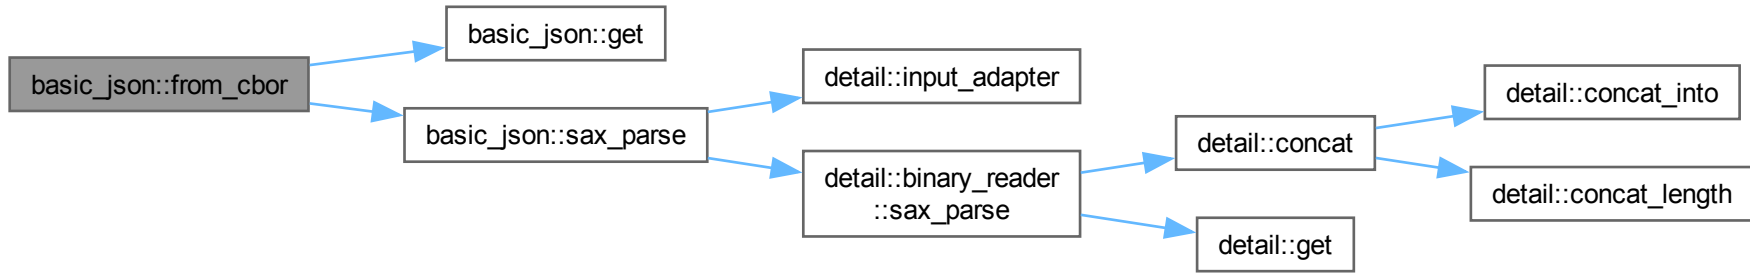 basic_json::from_cbor
basic_json::get
basic_json::sax_parse
detail::input_adapter
detail::binary_reader
::sax_parse
detail::concat
detail::get
detail::concat_into
detail::concat_length